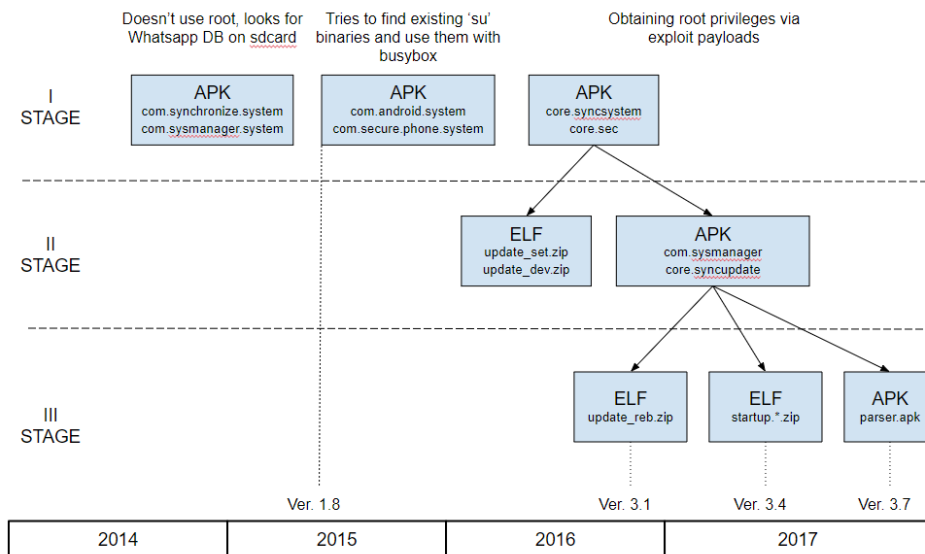 Doesn't use root, looks for
Whatsapp DB on sdcard
Tries to find existing 'su'
binaries and use them with
busybox
Obtaining root privileges via
exploit payloads
I
STAGE
APK
com.synchronize.system
com.sysmanager.system
APK
com.android.system
com.secure.phone.system
APK
core.syncsystem
core.sec
II
STAGE
ELF
update_set.zip
update_dev.zip
APK
com.sysmanager
core.syncupdate
III
STAGE
ELF
update_reb.zip
ELF
startup.*.zip
APK
parser.apk
Ver. 1.8
Ver. 3.1
Ver. 3.4
Ver. 3.7
2014
2015
2016
2017